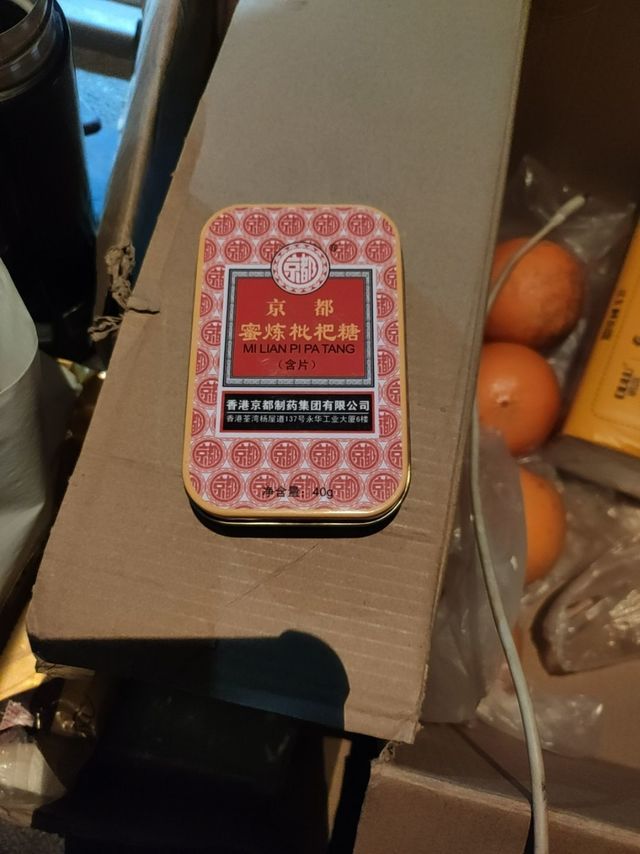 京都
®
京都
蜜炼枇杷糖
MI LIAN PI PA TANG
（含片）
香港京都制药集团有限公司
香港荃湾杨屋道137号永华工业大厦6楼
净含量：40g